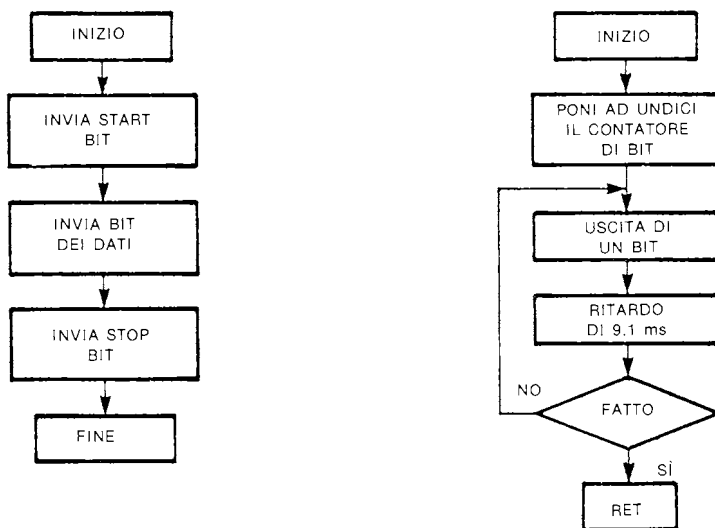 INIZIO
INVIA START
BIT
INVIA BIT
DEI DATI
INVIA STOP
BIT
FINE
INIZIO
PONI AD UNDICI
IL CONTATORE
DI BIT
USCITA DI
UN BIT
RITARDO
DI 9.1 ms
NO
FATTO
SÌ
RET